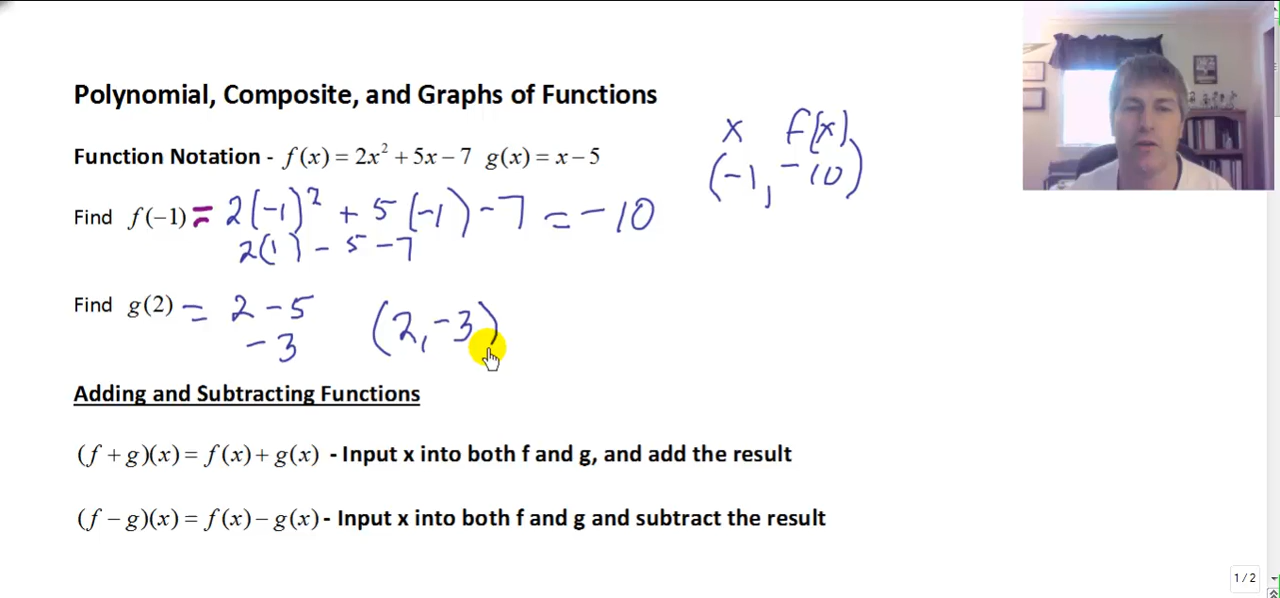 Polynomial, Composite, and Graphs of Functions
x f(x)
Function Notation - f(x) = 2x² + 5x − 7 g(x) = x − 5
(-1, -10)
Find f(−1) = 2(-1)² + 5(-1) - 7 = -10
2(1) - 5 - 7
Find g(2) = 2 - 5 (2, -3)
-3
Adding and Subtracting Functions
(f + g)(x) = f(x) + g(x) - Input x into both f and g, and add the result
(f − g)(x) = f(x) − g(x) - Input x into both f and g and subtract the result
1/2